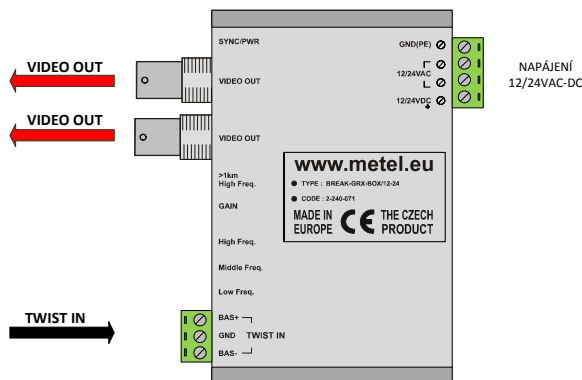 SYNC/PWR
VIDEO OUT
VIDEO OUT
VIDEO OUT
VIDEO OUT
>1km
High Freq.
GAIN
High Freq.
Middle Freq.
Low Freq.
TWIST IN
BAS+
GND TWIST IN
BAS-
GND(PE)
12/24VAC
12/24VDC
+
NAPÁJENÍ
12/24VAC-DC
www.metel.eu
TYPE : BREAK-GRX-BOX/12-24
CODE : 2-240-071
MADE IN EUROPE CE THE CZECH PRODUCT